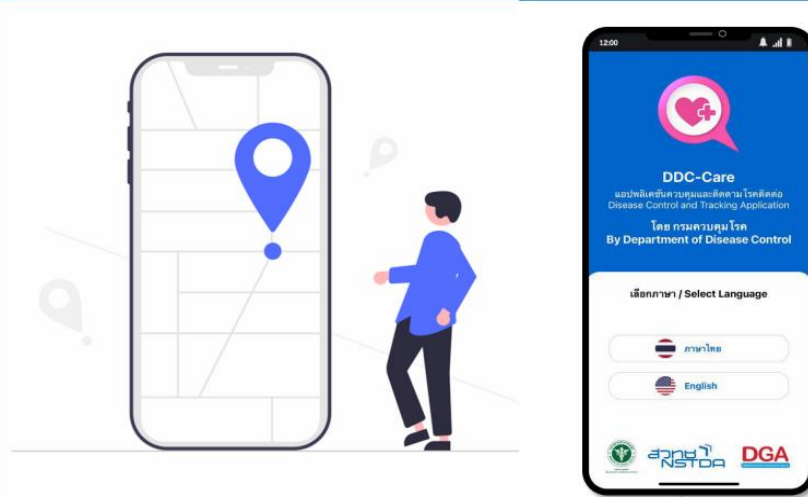 12:00
DDC-Care
แอปพลิเคชันควบคุมและติดตามโรคติดต่อ
Disease Control and Tracking Application
โดย กรมควบคุมโรค
By Department of Disease Control
เลือกภาษา / Select Language
ภาษาไทย
English
สวทช
NSTDA
DGA